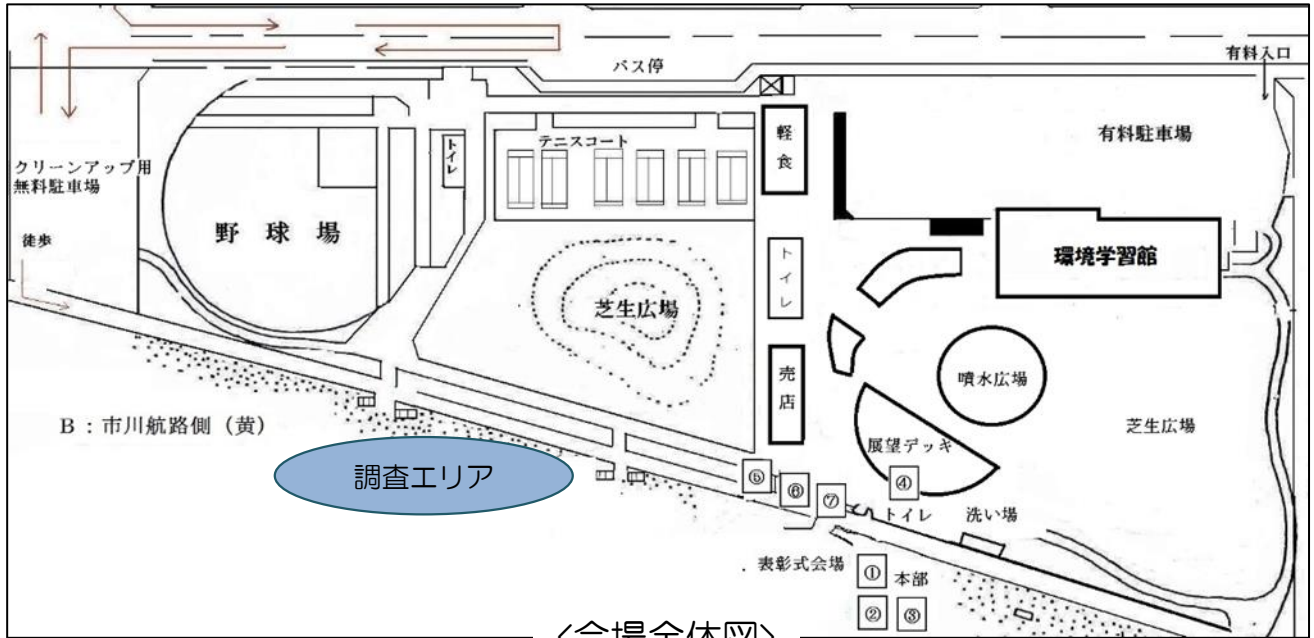 バス停
有料入口
有料駐車場
クリーンアップ用
無料駐車場
徒歩
野球場
トイレ
テニスコート
軽食
トイレ
売店
環境学習館
芝生広場
噴水広場
芝生広場
展望デッキ
B：市川航路側（黄）
調査エリア
⑤
⑥
⑦
④
トイレ
洗い場
表彰式会場
①
本部
②
③
<会場全体図>